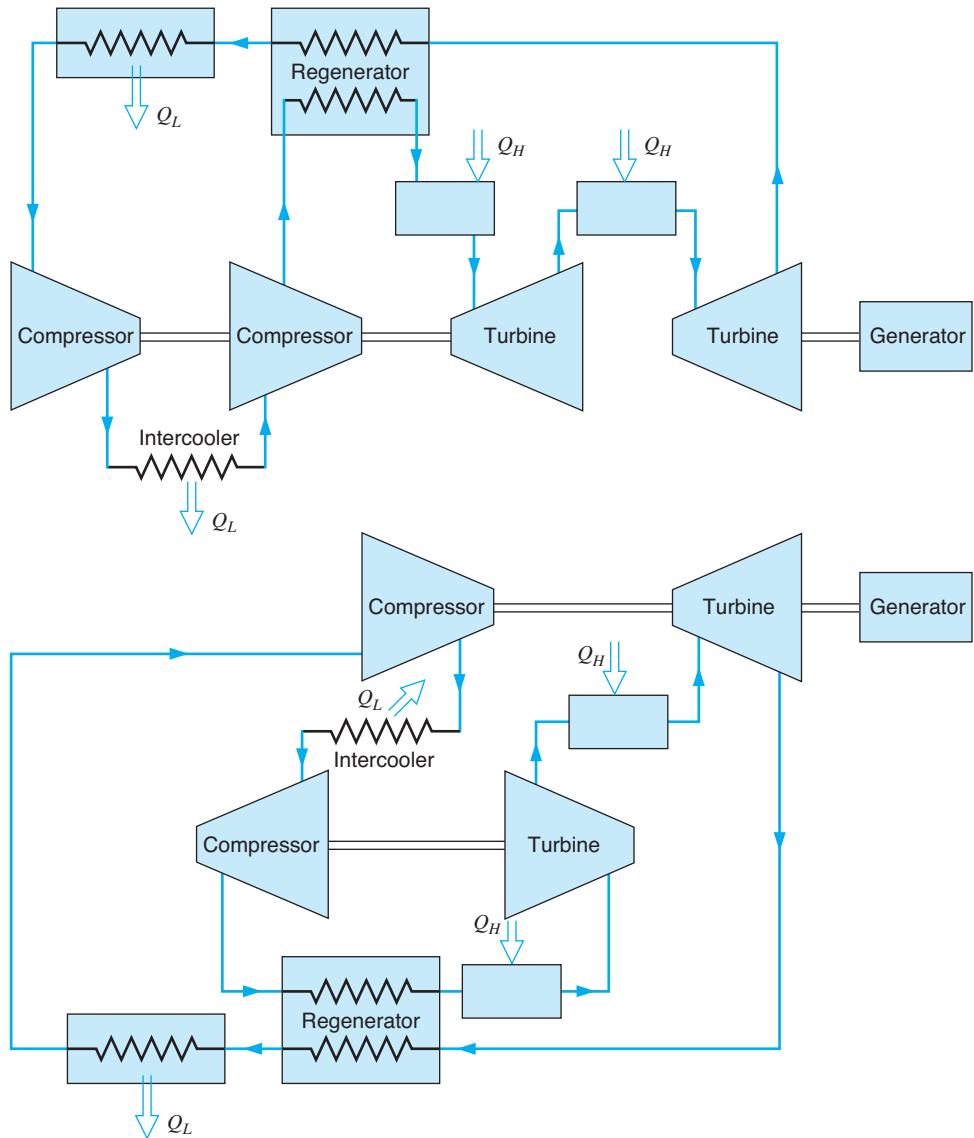 Regenerator
Q_L
Q_H
Q_H
Compressor
Compressor
Turbine
Turbine
Generator
Intercooler
Q_L
Compressor
Turbine
Generator
Q_H
Q_L
Intercooler
Compressor
Turbine
Q_H
Regenerator
Q_L